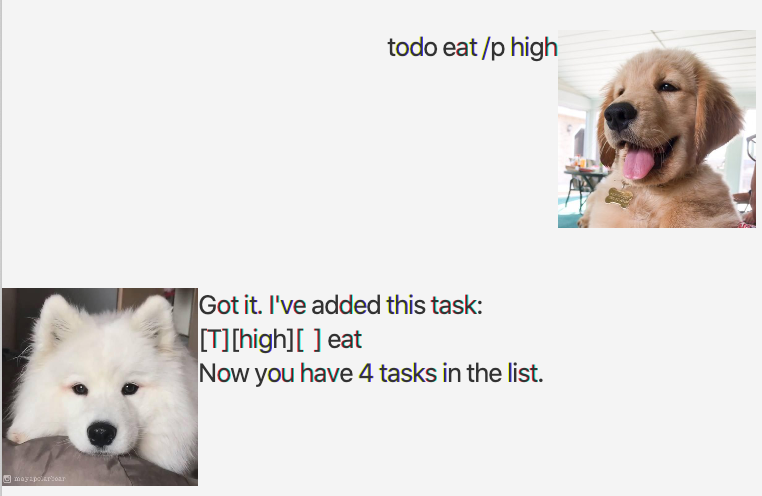 todo eat /p high
Got it. I've added this task:
[T][high][ ] eat
Now you have 4 tasks in the list.